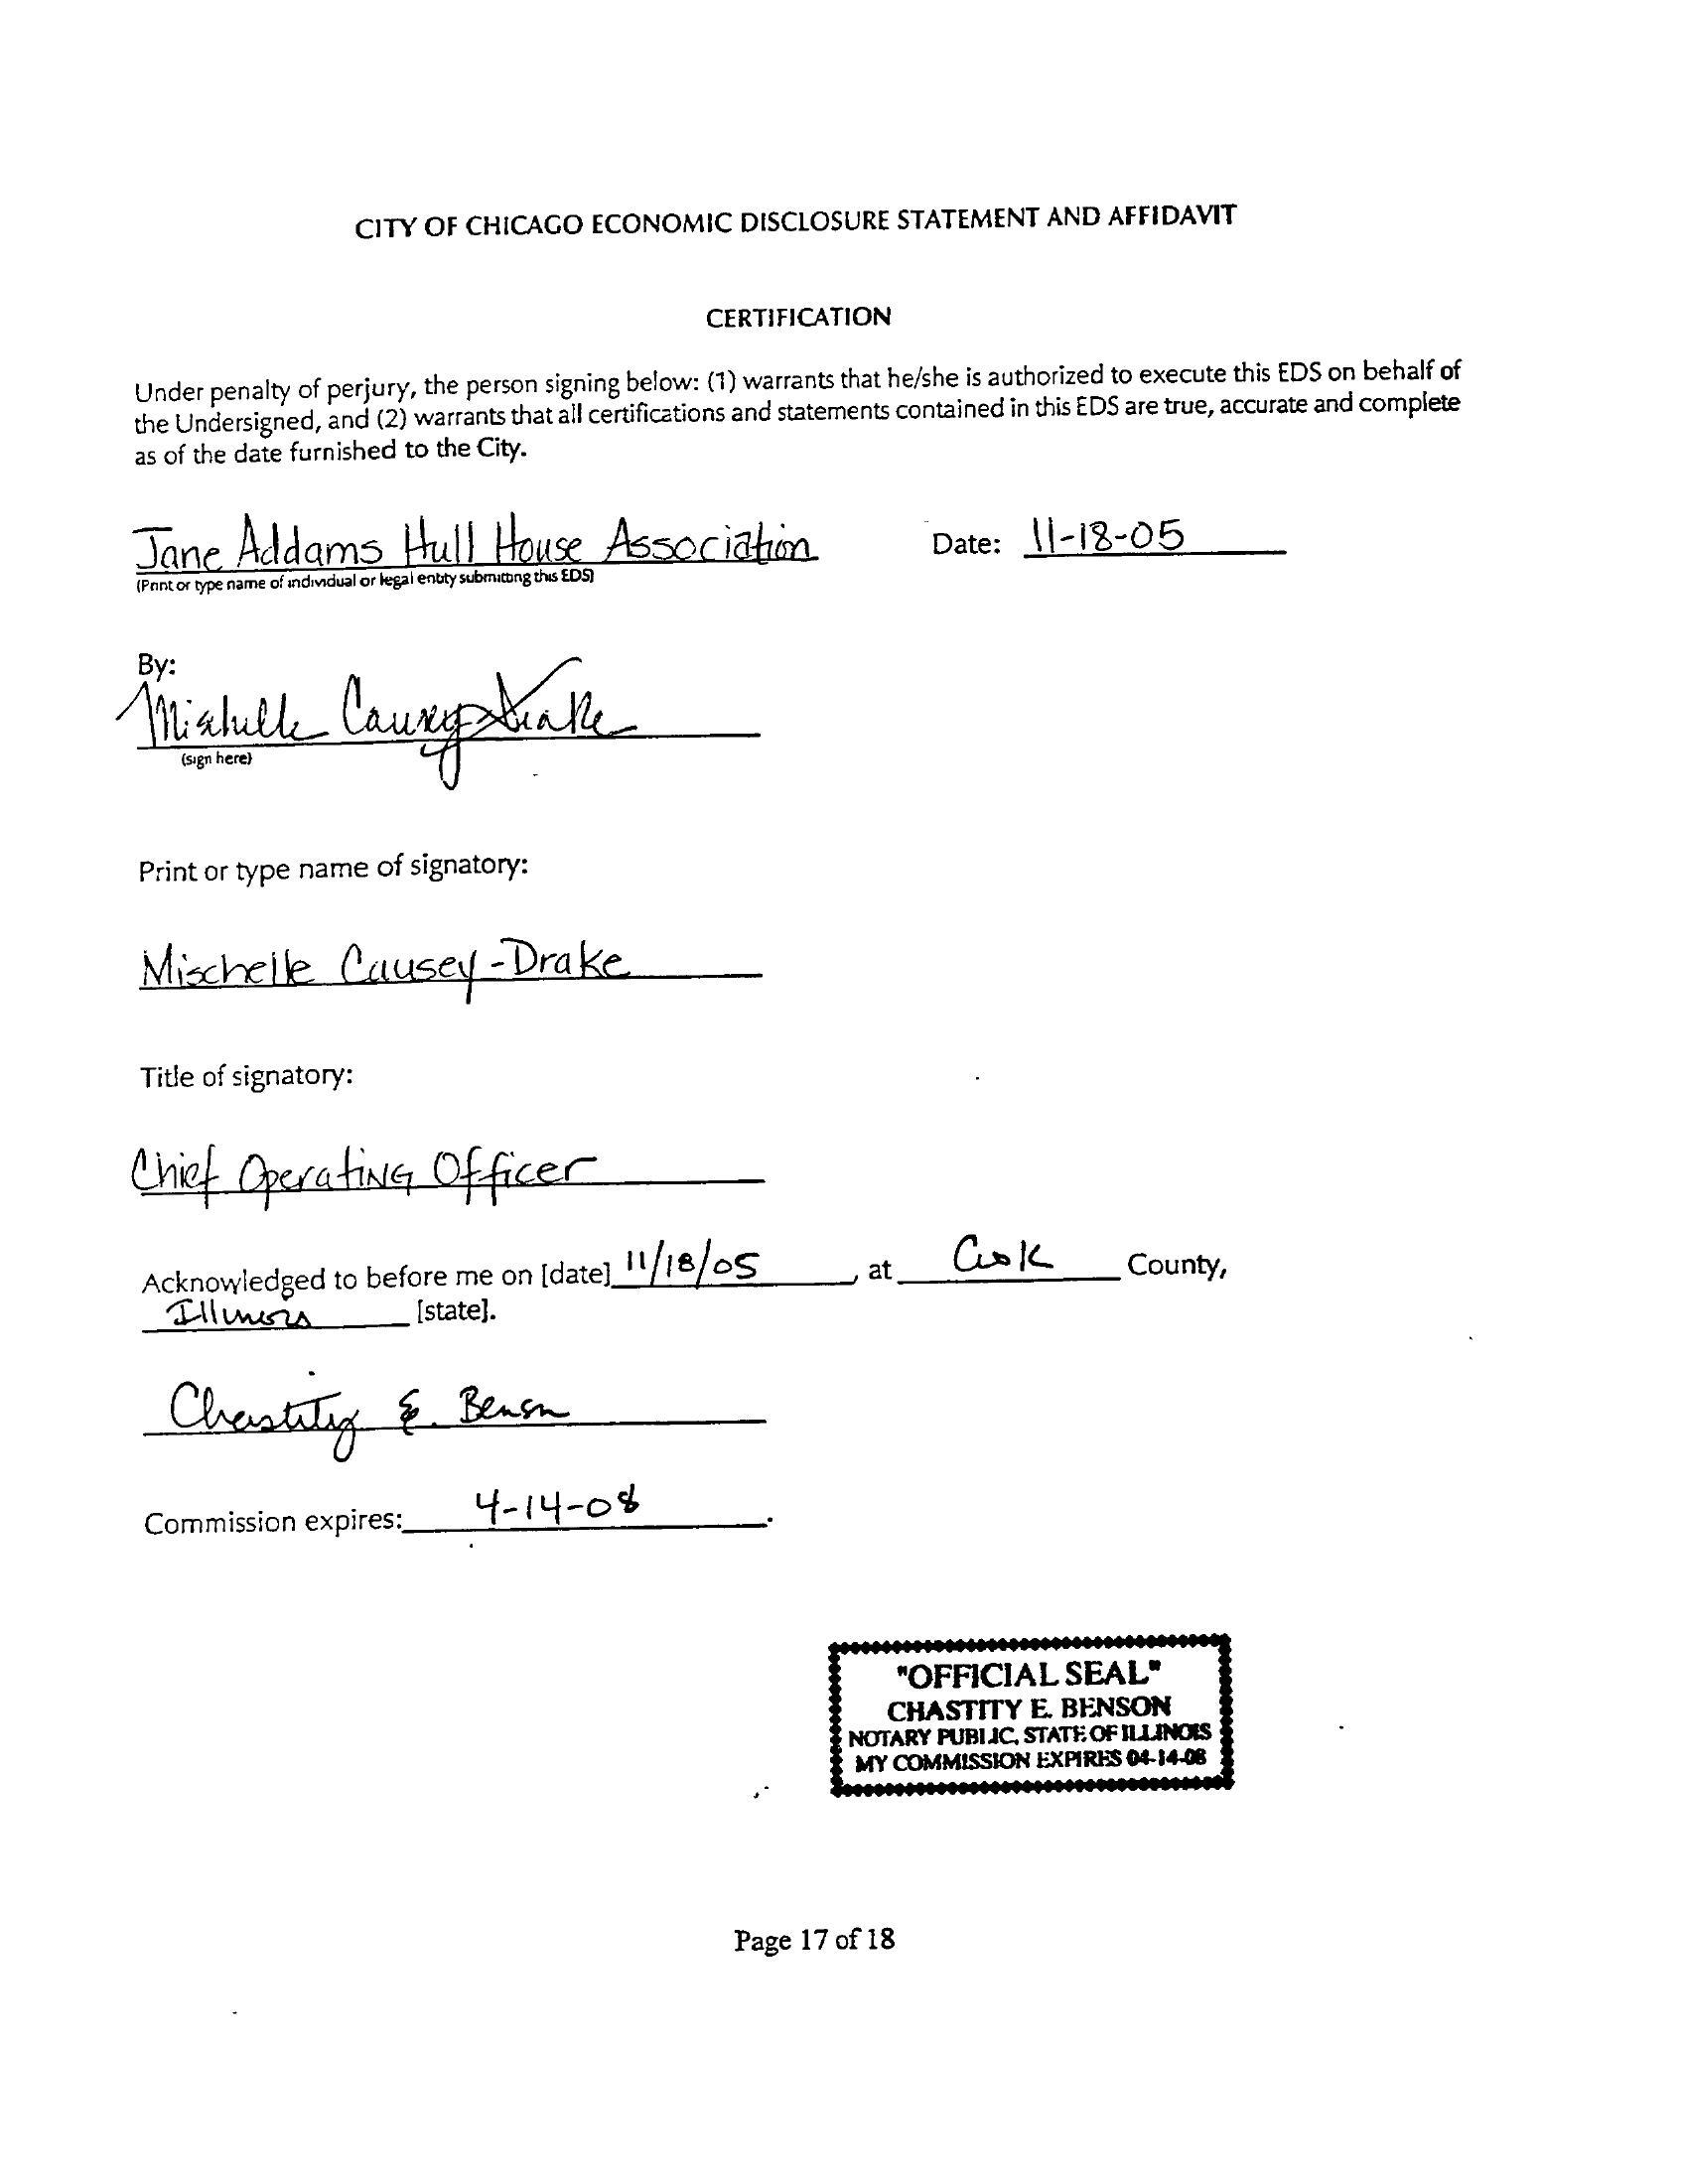 CITY OF CHICAGO ECONOMIC DISCLOSURE STATEMENT AND AFFIDAVIT
CERTIFICATION
Under penalty of perjury, the person signing below: (1) warrants that he/she is authorized to execute this EDS on behalf of
the Undersigned, and (2) warrants that all certifications and statements contained in this EDS are true, accurate and complete
as of the date furnished to the City.
Jane Addams Hull House Association Date: 11-18-05
(Print or type name of individual or legal entity submitting this EDS)
By:
Mischelle Causey-Drake
(sign here)
Print or type name of signatory:
Mischelle Causey-Drake
Title of signatory:
Chief Operating Officer
Acknowledged to before me on [date] 11/18/05, at Cook County,
Illinois [state].
Chastity E. Benson
Commission expires: 4-14-08.
"OFFICIAL SEAL"
CHASTITY E. BENSON
NOTARY PUBLIC, STATE OF ILLINOIS
MY COMMISSION EXPIRES 04-14-08
Page 17 of 18